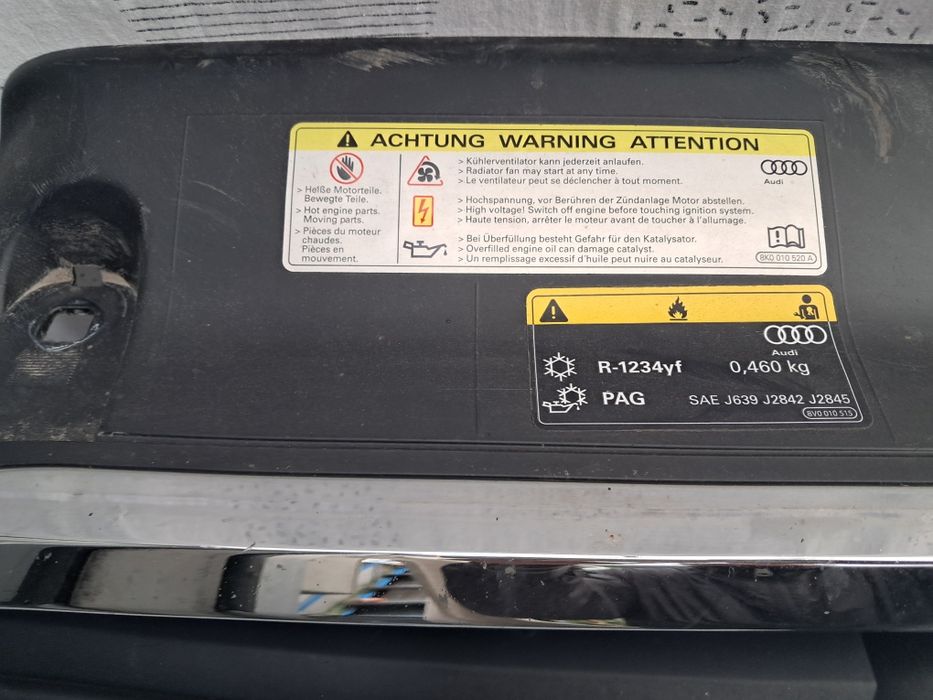 ACHTUNG WARNING ATTENTION
> Heiße Motorteile.
Bewegte Teile.
> Hot engine parts.
Moving parts.
> Pièces du moteur
chaudes.
Pièces en
mouvement.
> Kühlerventilator kann jederzeit anlaufen.
> Radiator fan may start at any time.
> Le ventilateur peut se déclencher à tout moment.
> Hochspannung, vor Berühren der Zündanlage Motor abstellen.
> High voltage! Switch off engine before touching ignition system.
> Haute tension, arrêter le moteur avant de toucher à l'allumage.
> Bei Überfüllung besteht Gefahr für den Katalysator.
> Overfilled engine oil can damage catalyst.
> Un remplissage excessif d'huile peut nuire au catalyseur.
Audi
8K0 010 520 A
Audi
R-1234yf 0,460 kg
PAG SAE J639 J2842 J2845
8V0 010 515